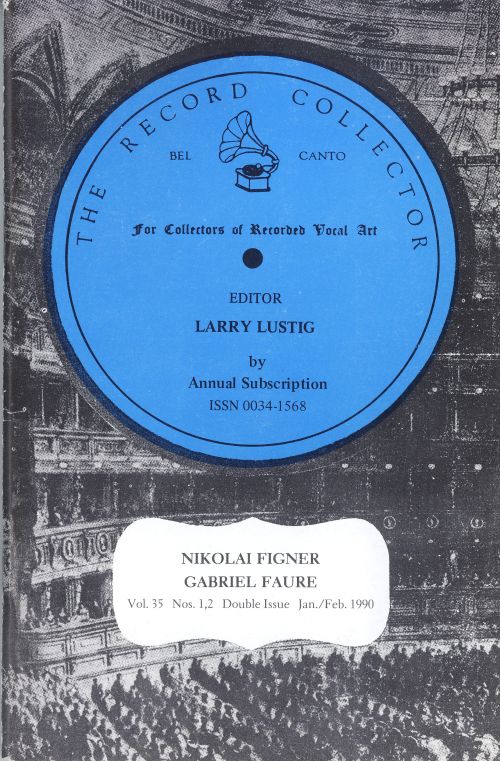 THE RECORD COLLECTOR
BEL CANTO
For Collectors of Recorded Vocal Art
EDITOR
LARRY LUSTIG
by
Annual Subscription
ISSN 0034-1568
NIKOLAI FIGNER
GABRIEL FAURE
Vol. 35 Nos. 1,2 Double Issue Jan./Feb. 1990